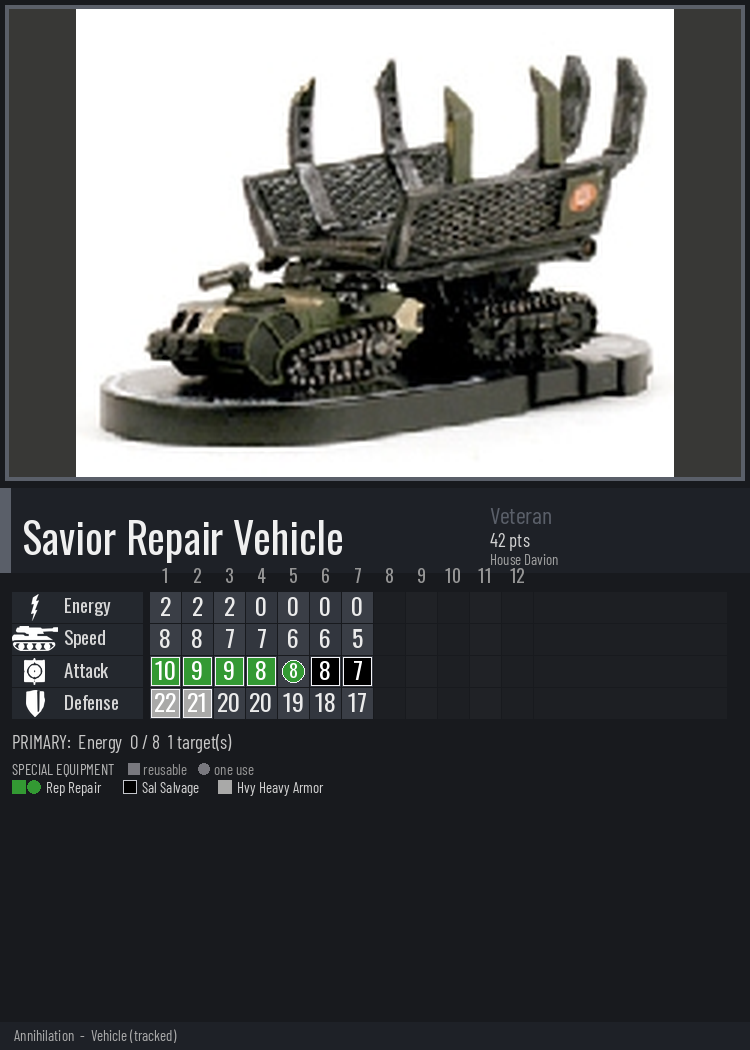 Savior Repair Vehicle
Veteran
42 pts
House Davion
1 2 3 4 5 6 7 8 9 10 11 12
Energy 2 2 2 0 0 0 0
Speed 8 8 7 7 6 6 5
Attack 10 9 9 8 8 8 7
Defense 22 21 20 20 19 18 17
PRIMARY: Energy 0 / 8 1 target(s)
SPECIAL EQUIPMENT reusable one use
Rep Repair Sal Salvage Hvy Heavy Armor
Annihilation - Vehicle (tracked)